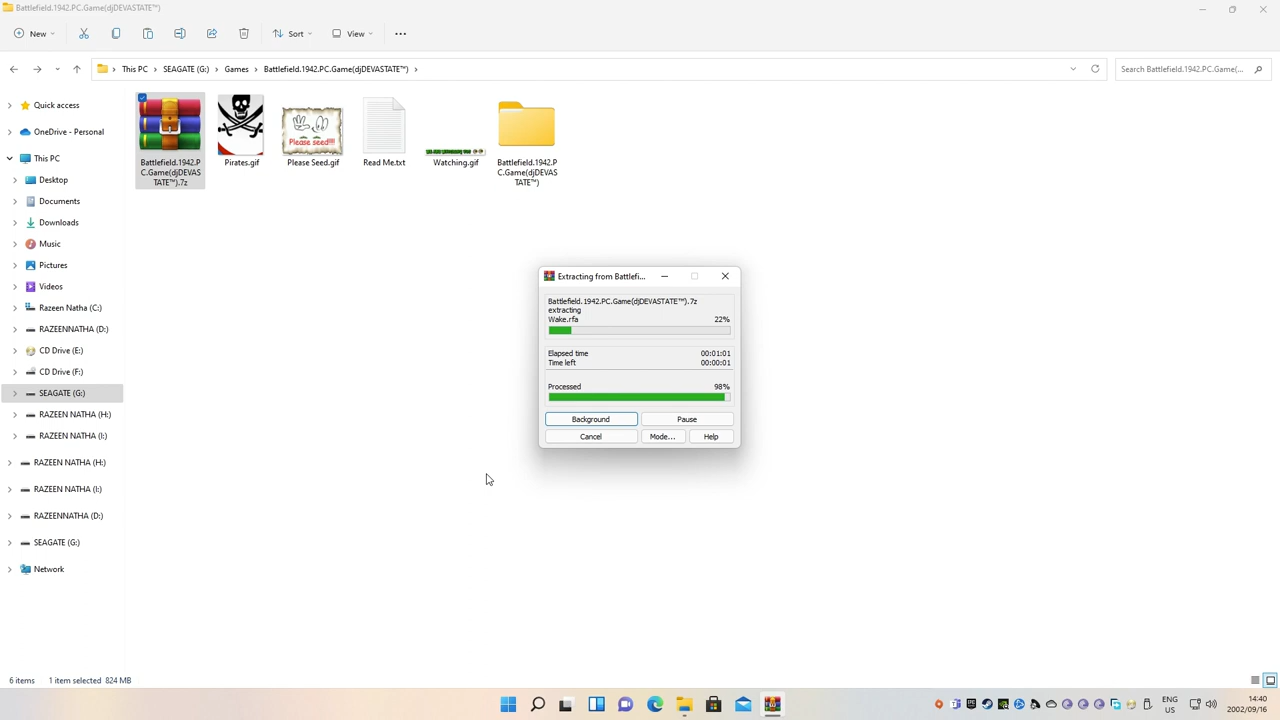 Battlefield.1942.PC.Game(djDEVASTATE™)
New
Sort
View
This PC
SEAGATE (G:)
Games
Battlefield.1942.PC.Game(djDEVASTATE™)
Search Battlefield.1942.PC.Game(...
Quick access
OneDrive - Personal
This PC
Desktop
Documents
Downloads
Music
Pictures
Videos
Razeen Natha (C:)
RAZEENNATHA (D:)
CD Drive (E:)
CD Drive (F:)
SEAGATE (G:)
RAZEEN NATHA (H:)
RAZEEN NATHA (I:)
RAZEEN NATHA (H:)
RAZEEN NATHA (I:)
RAZEENNATHA (D:)
SEAGATE (G:)
Network
Battlefield.1942.P
C.Game(djDEVAS
TATE™).7z
Pirates.gif
Please seed!!!!
Please Seed.gif
Read Me.txt
Watching.gif
Battlefield.1942.P
C.Game(djDEVAS
TATE™)
Extracting from Battlefi...
Battlefield.1942.PC.Game(djDEVASTATE™).7z
extracting
Wake.rfa 22%
Elapsed time 00:01:01
Time left 00:00:01
Processed 98%
Background
Pause
Cancel
Mode...
Help
6 items
1 item selected 824 MB
ENG
US
14:40
2002/09/16